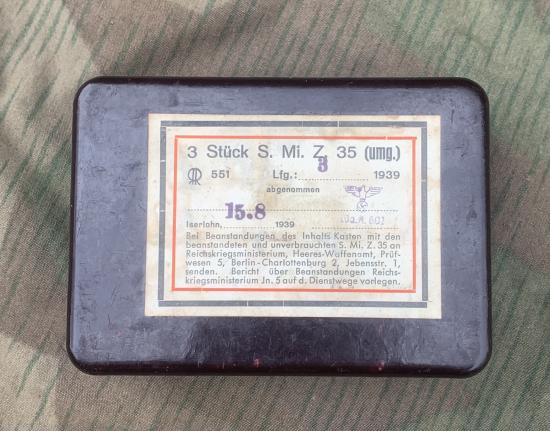 3 Stück S. Mi. Z. 35 (umg.)
551 Lfg.: 3 1939
abgenommen
15.8
Iserlohn, 1939
Bei Beanstandungen des Inhalts Kasten mit den
beanstandeten und unverbrauchten S. Mi. Z. 35 an
Reichskriegsministerium, Heeres-Waffenamt, Prüf-
wesen 5, Berlin-Charlottenburg 2, Jebensstr. 1,
senden. Bericht über Beanstandungen Reichs-
kriegsministerium Jn. 5 auf d. Dienstwege vorlegen.